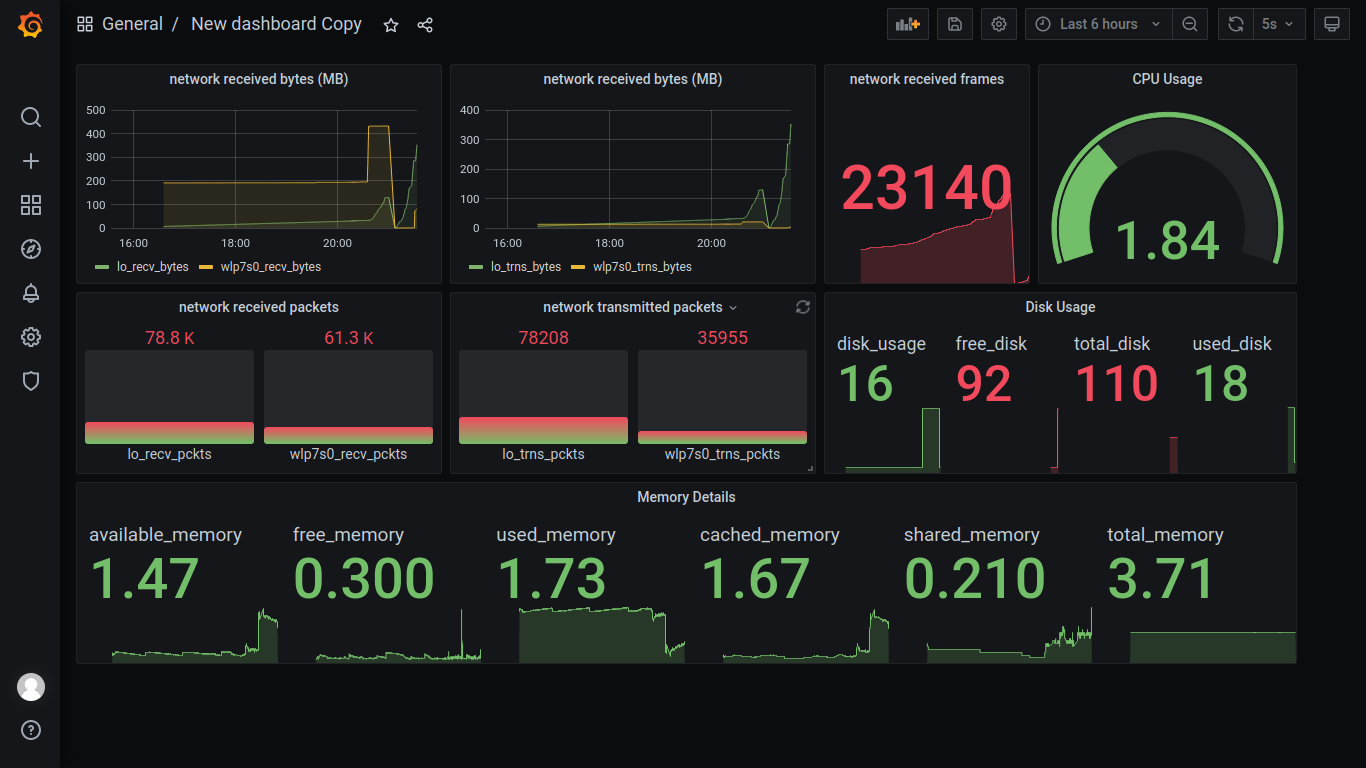 General / New dashboard Copy
Last 6 hours
5s
network received bytes (MB)
500
400
300
200
100
0
16:00 18:00 20:00
lo_recv_bytes wlp7s0_recv_bytes
network received bytes (MB)
400
300
200
100
0
16:00 18:00 20:00
lo_trns_bytes wlp7s0_trns_bytes
network received frames
23140
CPU Usage
1.84
network received packets
78.8 K 61.3 K
lo_recv_pckts wlp7s0_recv_pckts
network transmitted packets
78208 35955
lo_trns_pckts wlp7s0_trns_pckts
Disk Usage
disk_usage free_disk total_disk used_disk
16 92 110 18
Memory Details
available_memory free_memory used_memory cached_memory shared_memory total_memory
1.47 0.300 1.73 1.67 0.210 3.71